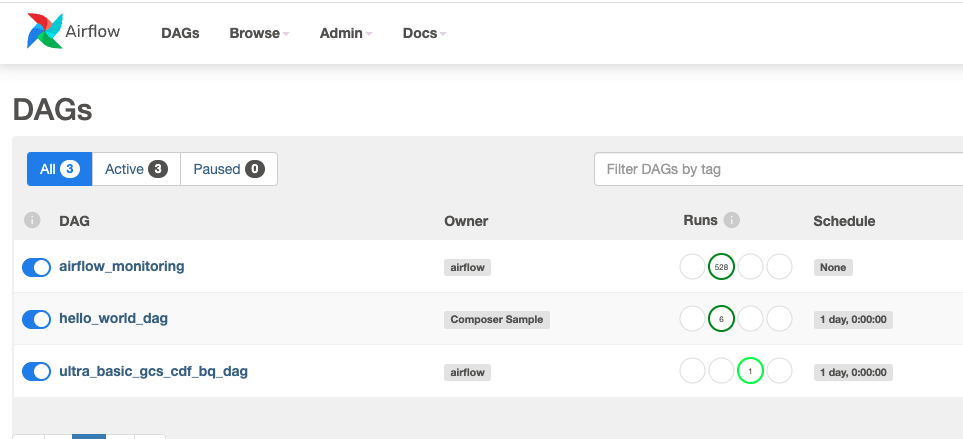 Airflow DAGs Browse Admin Docs
DAGs
All 3 Active 3 Paused 0 Filter DAGs by tag
DAG Owner Runs Schedule
airflow_monitoring airflow 528 None
hello_world_dag Composer Sample 6 1 day, 0:00:00
ultra_basic_gcs_cdf_bq_dag airflow 1 1 day, 0:00:00